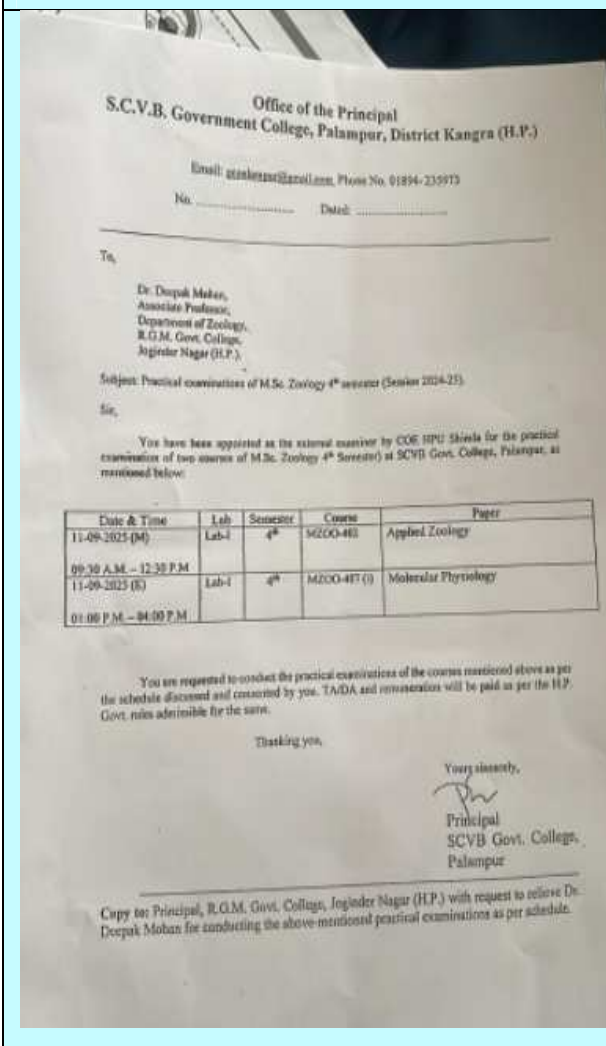 Office of the Principal
S.C.V.B. Government College, Palampur, District Kangra (H.P.)
Email: Phone No. 01894-235973
No. ........................ Dated: ........................
To,
Dr. Deepak Mohan,
Associate Professor,
Department of Zoology,
R.G.M. Govt. College,
Joginder Nagar (H.P.).
Subject: Practical examinations of M.Sc. Zoology 4th semester (Session 2024-25).
Sir,
You have been appointed as the external examiner by COE HPU Shimla for the practical
examination of two courses of M.Sc. Zoology 4th Semester) at SCVB Govt. College, Palampur, as
mentioned below:
Date & Time Lab Semester Course Paper
11-09-2025 (M) Lab-I 4th Applied Zoology
09:30 A.M. – 12:30 P.M
11-09-2025 (E) Lab-I 4th Molecular Physiology
01:00 P.M. – 04:00 P.M
You are requested to conduct the practical examinations of the courses mentioned above as per
the schedule discussed and consented by you. TA/DA and remuneration will be paid as per the H.P.
Govt. rules admissible for the same.
Thanking you,
Yours sincerely,
Principal
SCVB Govt. College,
Palampur
Copy to: Principal, R.G.M. Govt. College, Joginder Nagar (H.P.) with request to relieve Dr.
Deepak Mohan for conducting the above-mentioned practical examinations as per schedule.